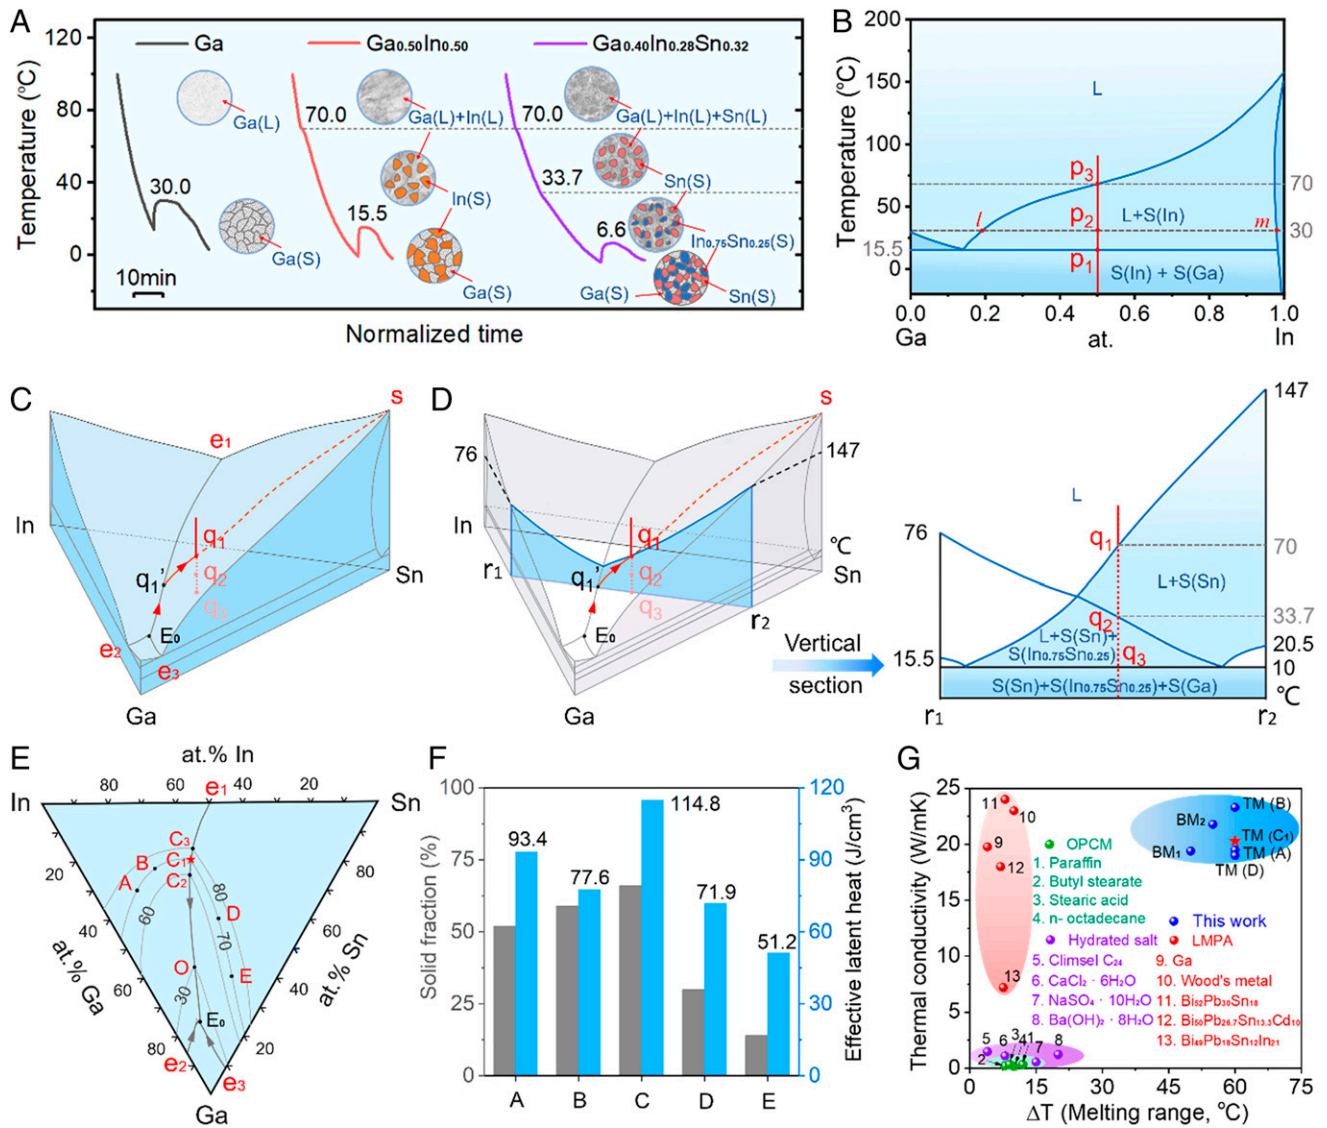 A
Temperature (°C)
120
80
40
0
Ga
Ga0.50In0.50
Ga0.40In0.28Sn0.32
Ga(L)
30.0
Ga(S)
10min
70.0
Ga(L)+In(L)
In(S)
15.5
Ga(S)
70.0
Ga(L)+In(L)+Sn(L)
Sn(S)
33.7
6.6
In0.75Sn0.25(S)
Ga(S)
Sn(S)
Normalized time
B
Temperature (°C)
200
150
100
50
15.5
0
L
p3
70
L+S(In)
l
p2
m
30
p1
S(In) + S(Ga)
0.0
0.2
0.4
0.6
0.8
1.0
Ga
at.
In
C
s
e1
In
q1
q1'
q2
Sn
q3
E0
e2
e3
Ga
D
s
76
147
In
°C
q1
r1
q1'
q2
Sn
q3
E0
r2
Ga
Vertical
section
147
L
76
q1
70
L+S(Sn)
q2
33.7
L+S(Sn)+
S(In0.75Sn0.25)
q3
20.5
15.5
10
S(Sn)+S(In0.75Sn0.25)+S(Ga)
°C
r1
r2
E
at.% In
80
60
e1
40
20
In
Sn
C3
C1
C2
B
A
20
80
60
80
D
70
40
60
at.% Ga
at.% Sn
O
E
60
40
30
E0
80
20
e2
e3
Ga
F
Solid fraction (%)
100
75
50
25
0
93.4
77.6
114.8
71.9
51.2
A
B
C
D
E
120
90
60
30
0
Effective latent heat (J/cm3)
G
Thermal conductivity (W/mK)
25
20
15
10
5
0
11
10
9
12
13
OPCM
1. Paraffin
2. Butyl stearate
3. Stearic acid
4. n- octadecane
Hydrated salt
5. Climsel C24
6. CaCl2 · 6H2O
7. NaSO4 · 10H2O
8. Ba(OH)2 · 8H2O
TM (B)
BM2
TM (C1)
BM1
TM (A)
TM (D)
This work
LMPA
9. Ga
10. Wood's metal
11. Bi52Pb30Sn18
12. Bi50Pb26.7Sn13.3Cd10
13. Bi49Pb18Sn12In21
5
6
3
41
7
8
2
0
15
30
45
60
75
ΔT (Melting range, °C)